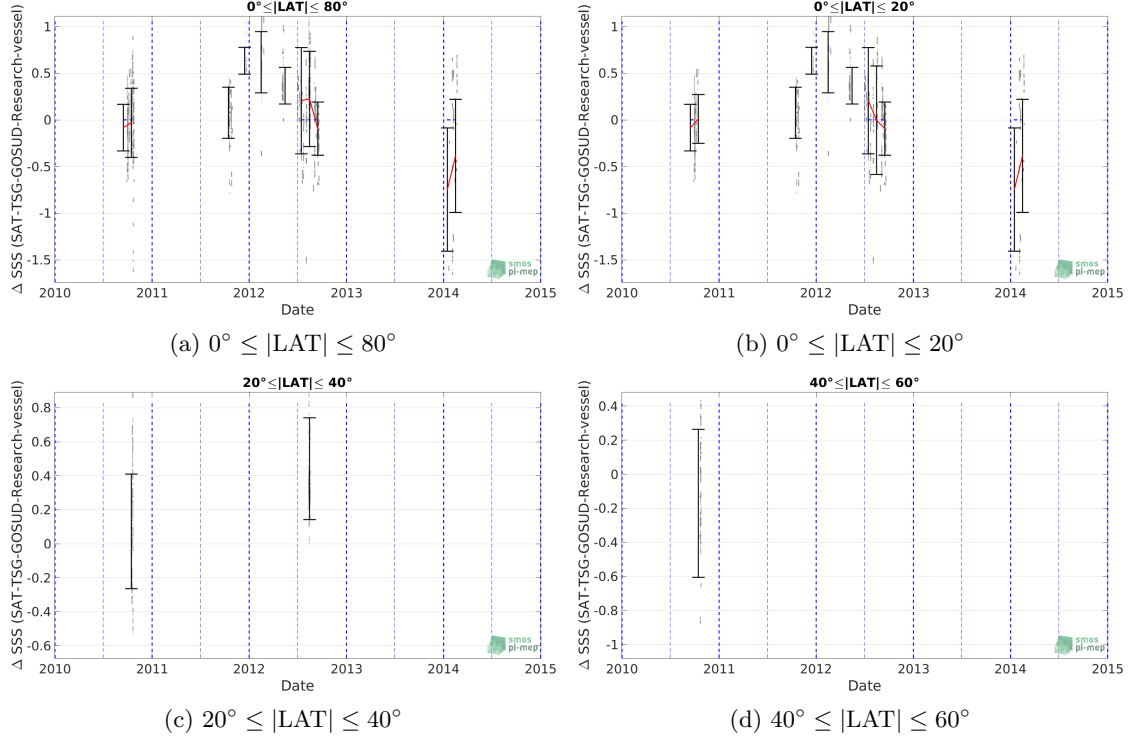 0°≤|LAT|≤ 80°
Δ SSS (SAT-TSG-GOSUD-Research-vessel)
1
0.5
0
-0.5
-1
-1.5
2010 2011 2012 2013 2014 2015
Date
smos
pi-mep
(a) 0° ≤ |LAT| ≤ 80°
0°≤|LAT|≤ 20°
Δ SSS (SAT-TSG-GOSUD-Research-vessel)
1
0.5
0
-0.5
-1
-1.5
2010 2011 2012 2013 2014 2015
Date
smos
pi-mep
(b) 0° ≤ |LAT| ≤ 20°
20°≤|LAT|≤ 40°
Δ SSS (SAT-TSG-GOSUD-Research-vessel)
0.8
0.6
0.4
0.2
0
-0.2
-0.4
-0.6
2010 2011 2012 2013 2014 2015
Date
smos
pi-mep
(c) 20° ≤ |LAT| ≤ 40°
40°≤|LAT|≤ 60°
Δ SSS (SAT-TSG-GOSUD-Research-vessel)
0.4
0.2
0
-0.2
-0.4
-0.6
-0.8
-1
2010 2011 2012 2013 2014 2015
Date
smos
pi-mep
(d) 40° ≤ |LAT| ≤ 60°